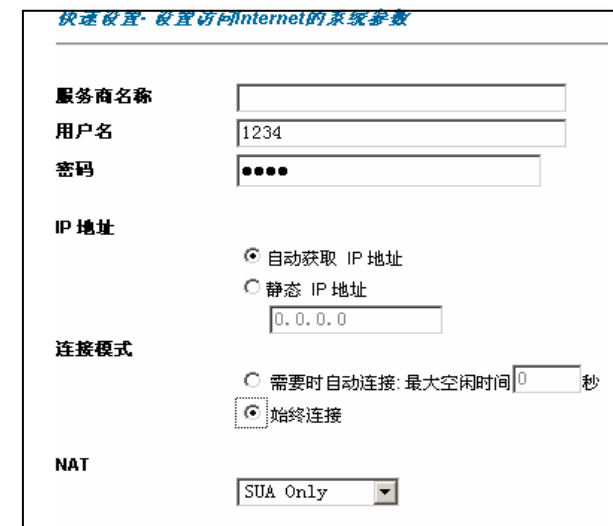 快速设置- 设置访问Internet的系统参数
服务商名称
用户名 1234
密码 ●●●●
IP 地址
自动获取 IP 地址
静态 IP 地址
0.0.0.0
连接模式
需要时自动连接: 最大空闲时间 0 秒
始终连接
NAT
SUA Only